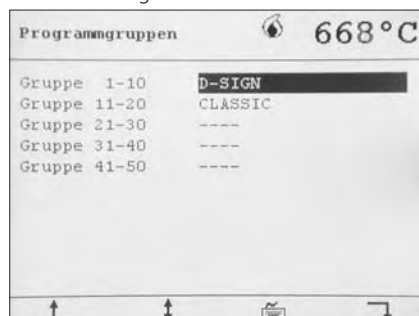 Programmgruppen 668°C
Gruppe 1-10 D-SIGN
Gruppe 11-20 CLASSIC
Gruppe 21-30 ----
Gruppe 31-40 ----
Gruppe 41-50 ----